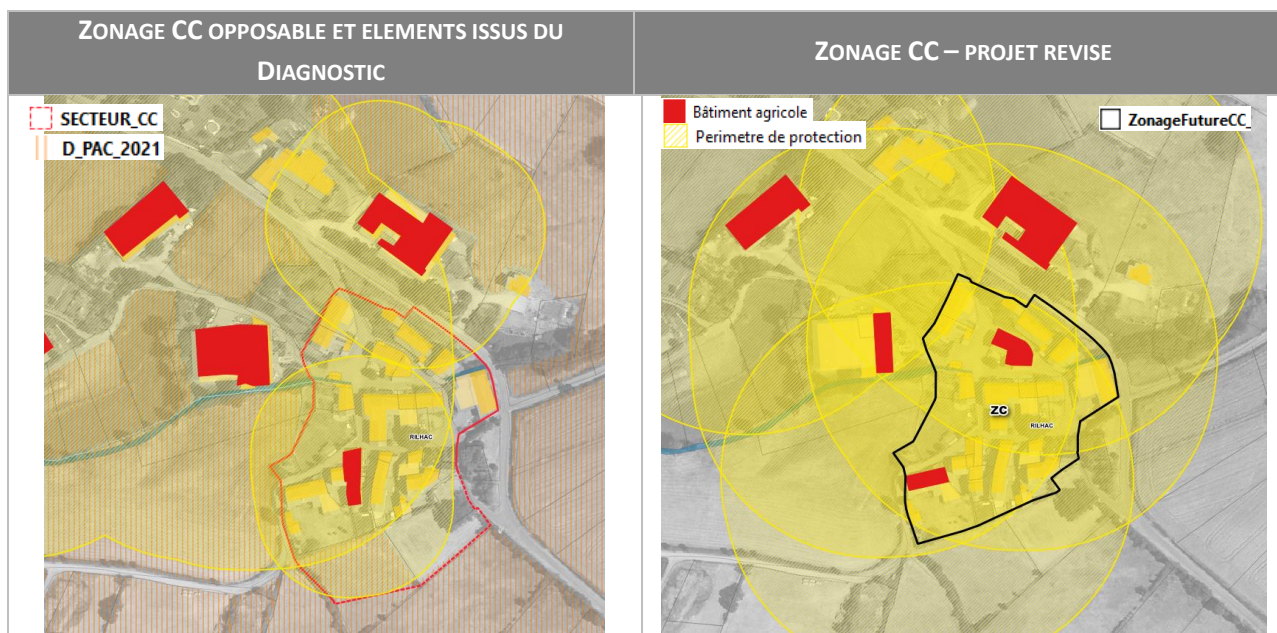 ZONAGE CC OPPOSABLE ET ELEMENTS ISSUS DU
DIAGNOSTIC
ZONAGE CC – PROJET REVISE
SECTEUR_CC
D_PAC_2021
RILHAC
Bâtiment agricole
Perimetre de protection
ZonageFutureCC_
ZC
RILHAC